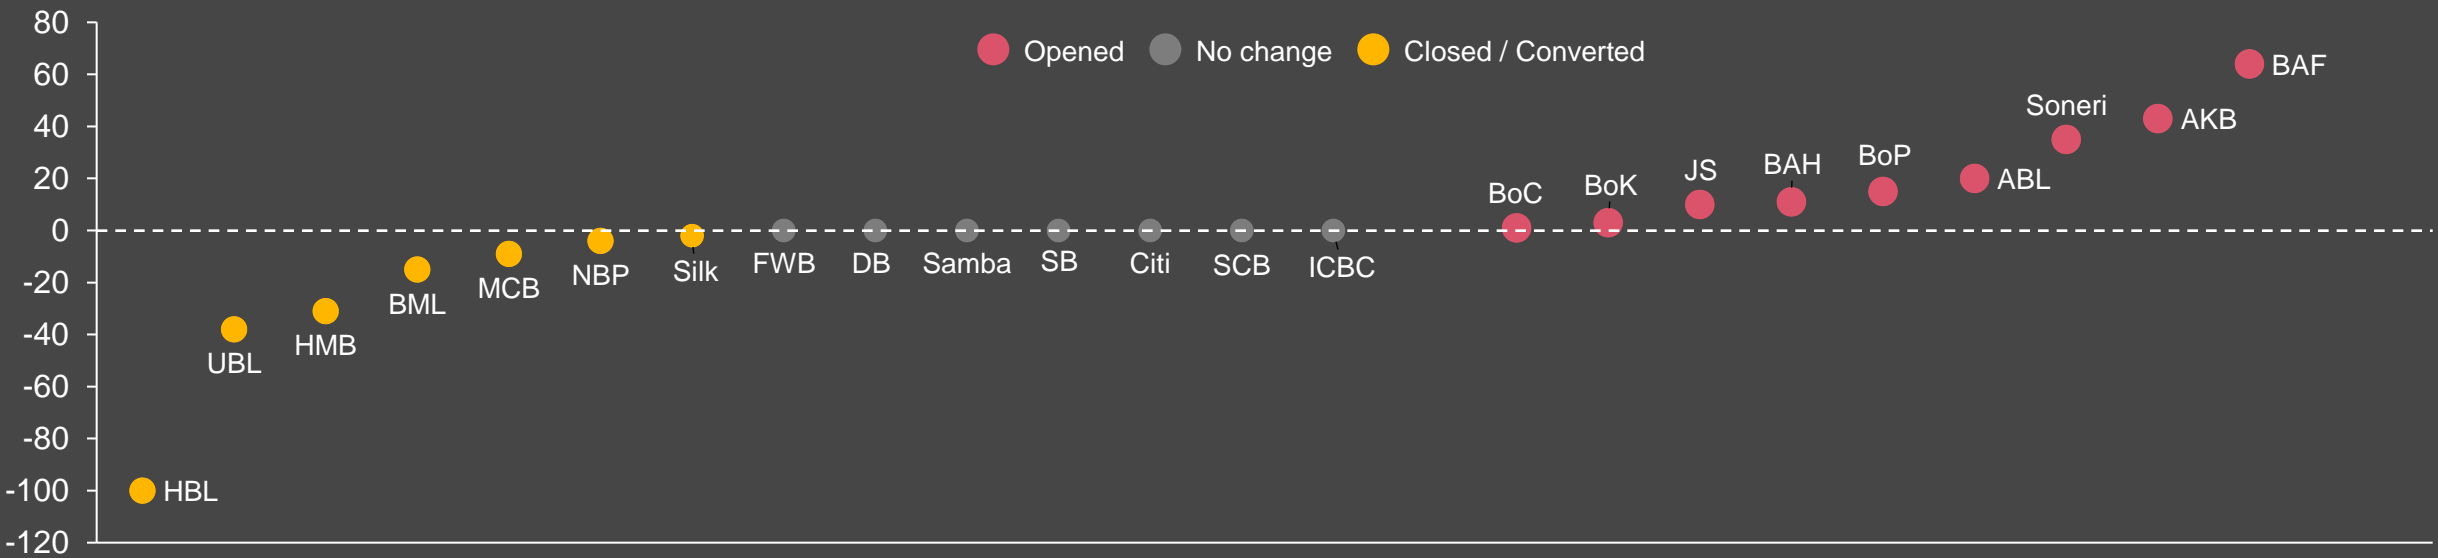 80
60
40
20
0
-20
-40
-60
-80
-100
-120
Opened No change Closed / Converted
HBL
UBL
HMB
BML
MCB
NBP
Silk
FWB
DB
Samba
SB
Citi
SCB
ICBC
BoC
BoK
JS
BAH
BoP
ABL
Soneri
AKB
BAF